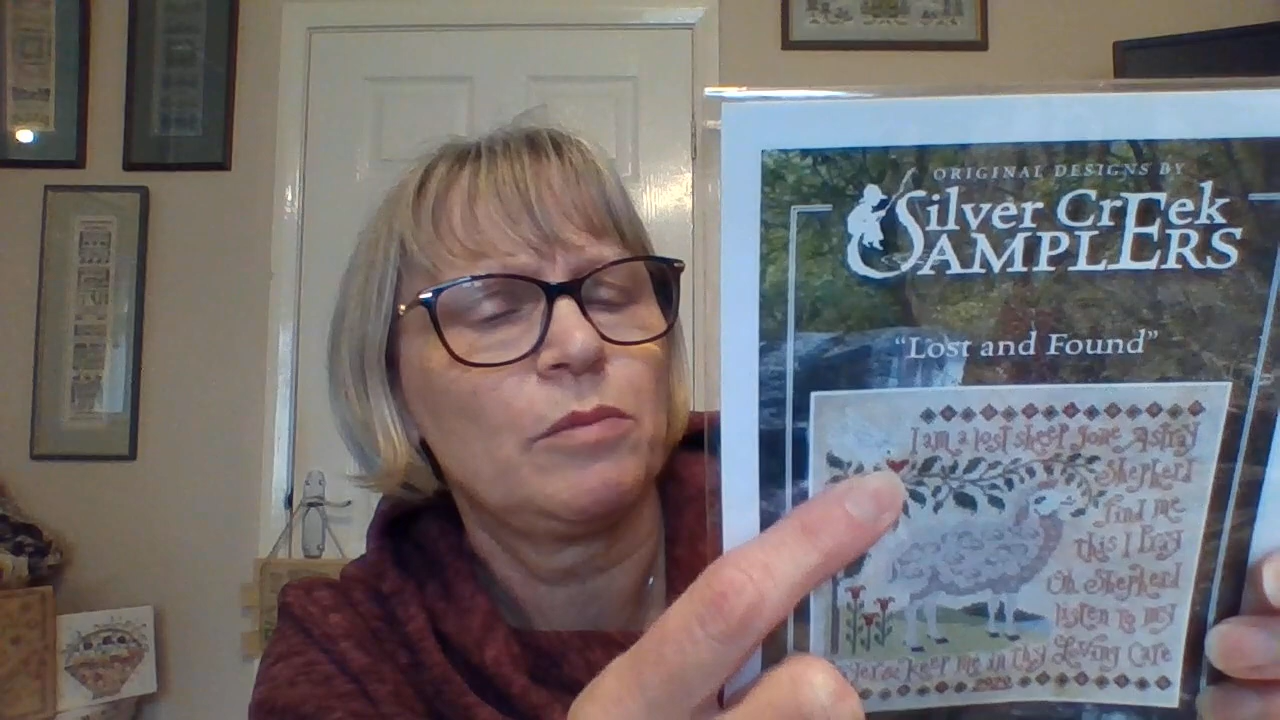 ORIGINAL DESIGNS BY
Silver CrEek
SAMPLERS
"Lost and Found"
I am a lost sheep gone Astray
Shepherd
find me
this I Pray
Oh Shepherd
listen to my
keep me in thy Loving Care